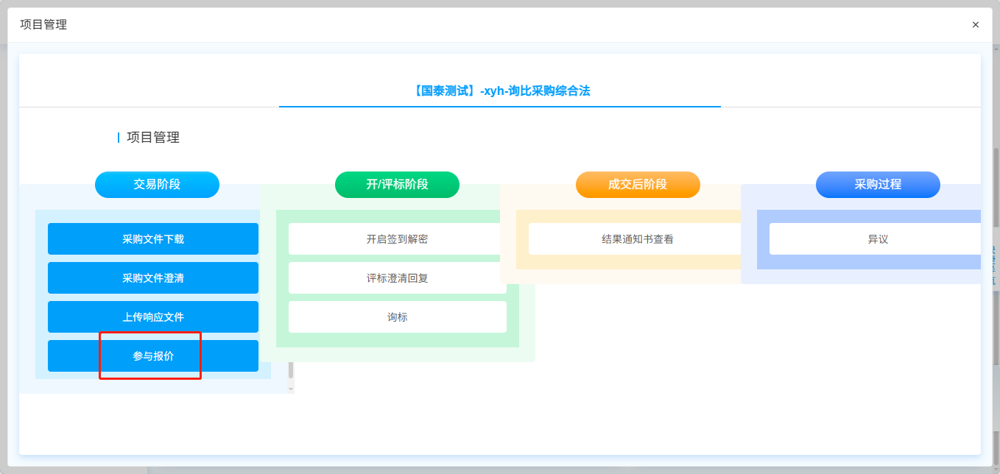 项目管理
×
【国泰测试】-xyh-询比采购综合法
项目管理
交易阶段
采购文件下载
采购文件澄清
上传响应文件
参与报价
开/评标阶段
开启签到解密
评标澄清回复
询标
成交后阶段
结果通知书查看
采购过程
异议